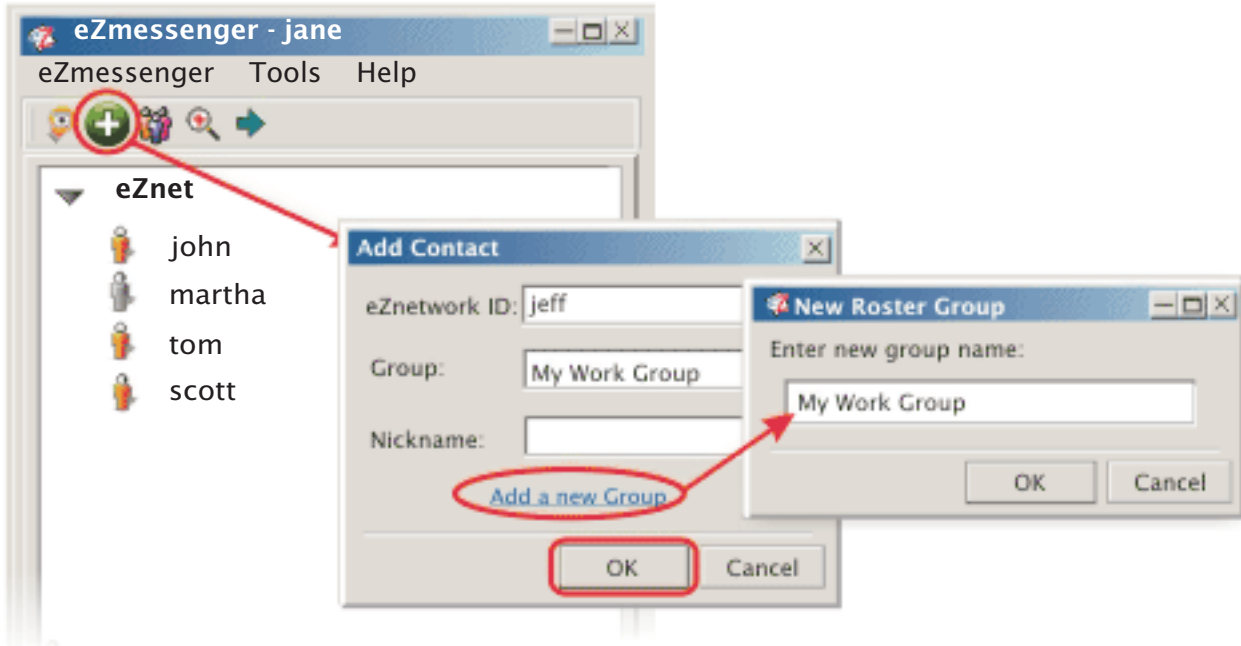 eZmessenger - jane
eZmessenger Tools Help
eZnet
john
martha
tom
scott
Add Contact
eZnetwork ID: jeff
Group: My Work Group
Nickname:
Add a new Group
OK Cancel
New Roster Group
Enter new group name:
My Work Group
OK Cancel